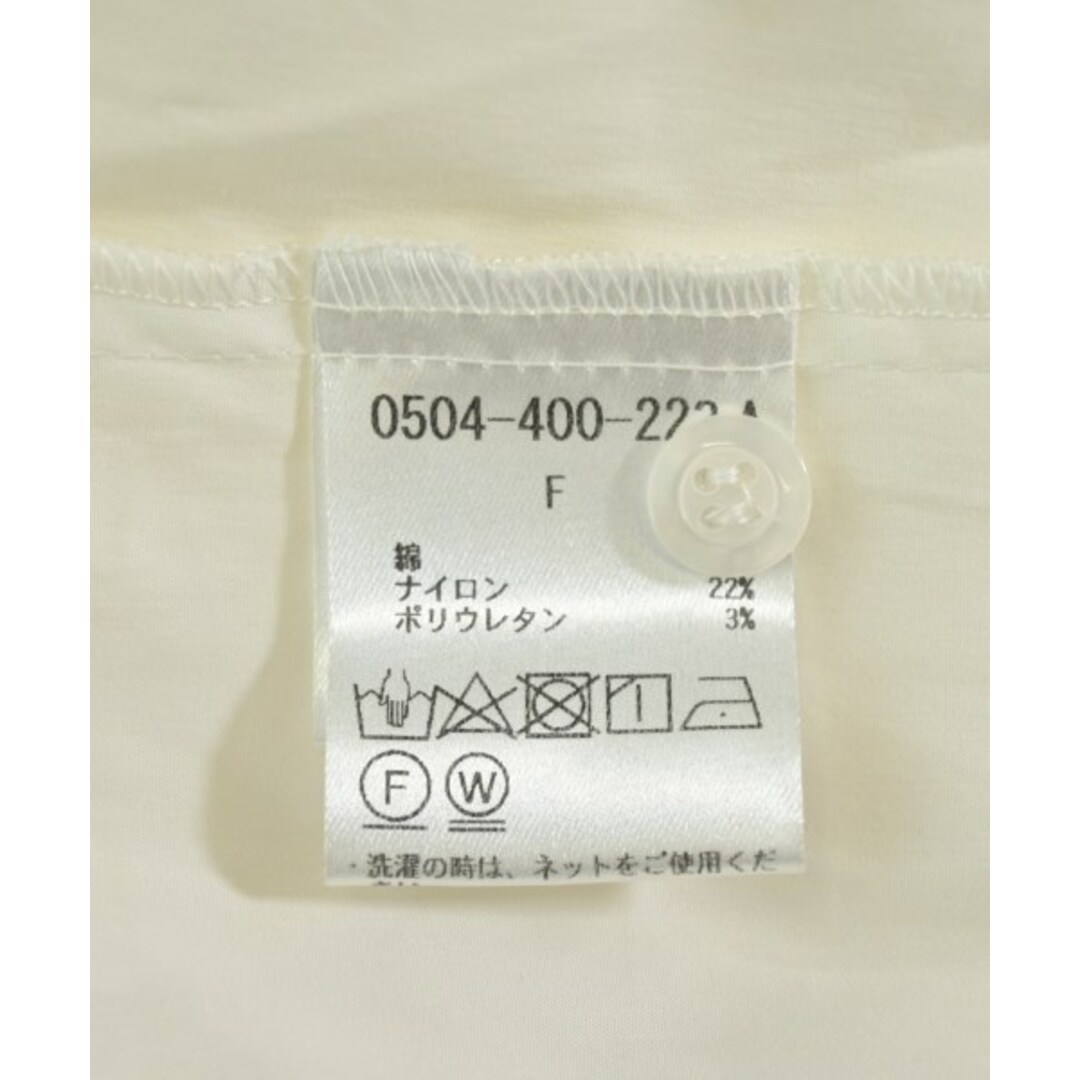 0504-400-222-A
F
綿
ナイロン 22%
ポリウレタン 3%
F W
・洗濯の時は、ネットをご使用くだ